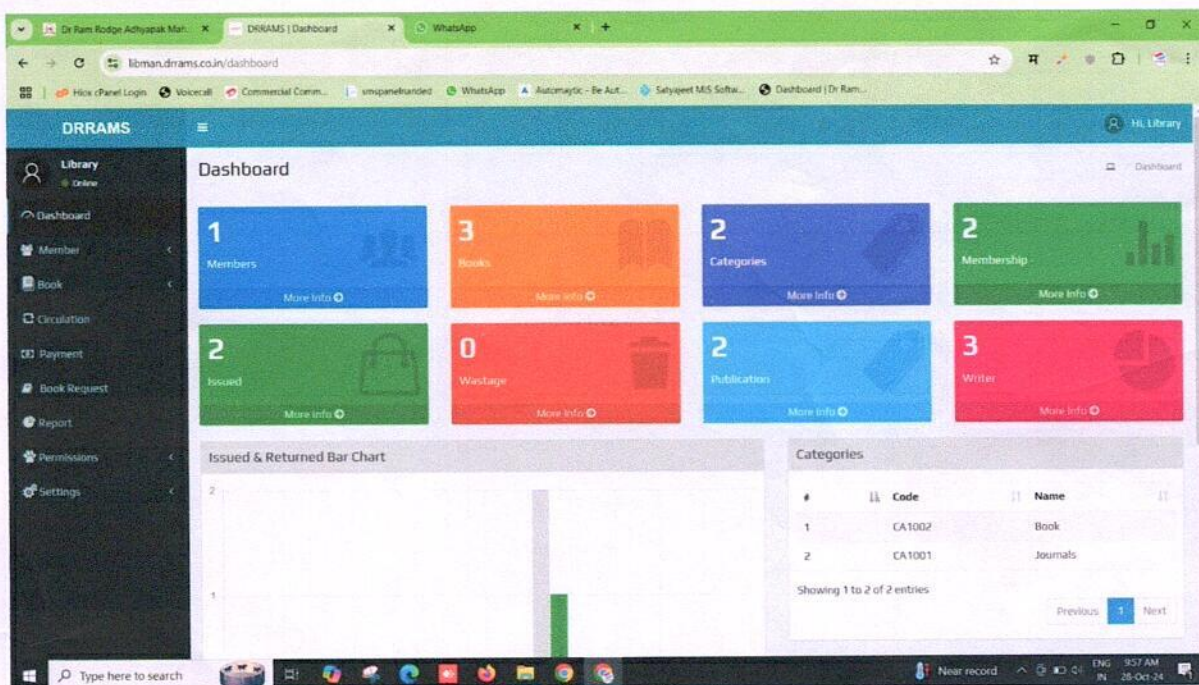 Dr Ram Rodge Adhyapak Mah
DRRAMS | Dashboard
WhatsApp
libman.drrams.co.in/dashboard
म
Hiox cPanel Login
Voicecall
Commercial Comm...
smspanelnanded
WhatsApp
Automaytic - Be Aut...
Satyajeet MIS Softw...
Dashboard | Dr Ram...
DRRAMS
Hi, Library
Library
Online
Dashboard
Dashboard
Dashboard
Member
Book
Circulation
Payment
Book Request
Report
Permissions
Settings
1
Members
More Info
3
Books
More Info
2
Categories
More Info
2
Membership
More Info
2
Issued
More Info
0
Wastage
More Info
2
Publication
More Info
3
Writer
More Info
Issued & Returned Bar Chart
2
1
Categories
# Code Name
1 CA1002 Book
2 CA1001 Journals
Showing 1 to 2 of 2 entries
Previous 1 Next
Type here to search
Near record
ENG
IN
9:57 AM
28-Oct-24